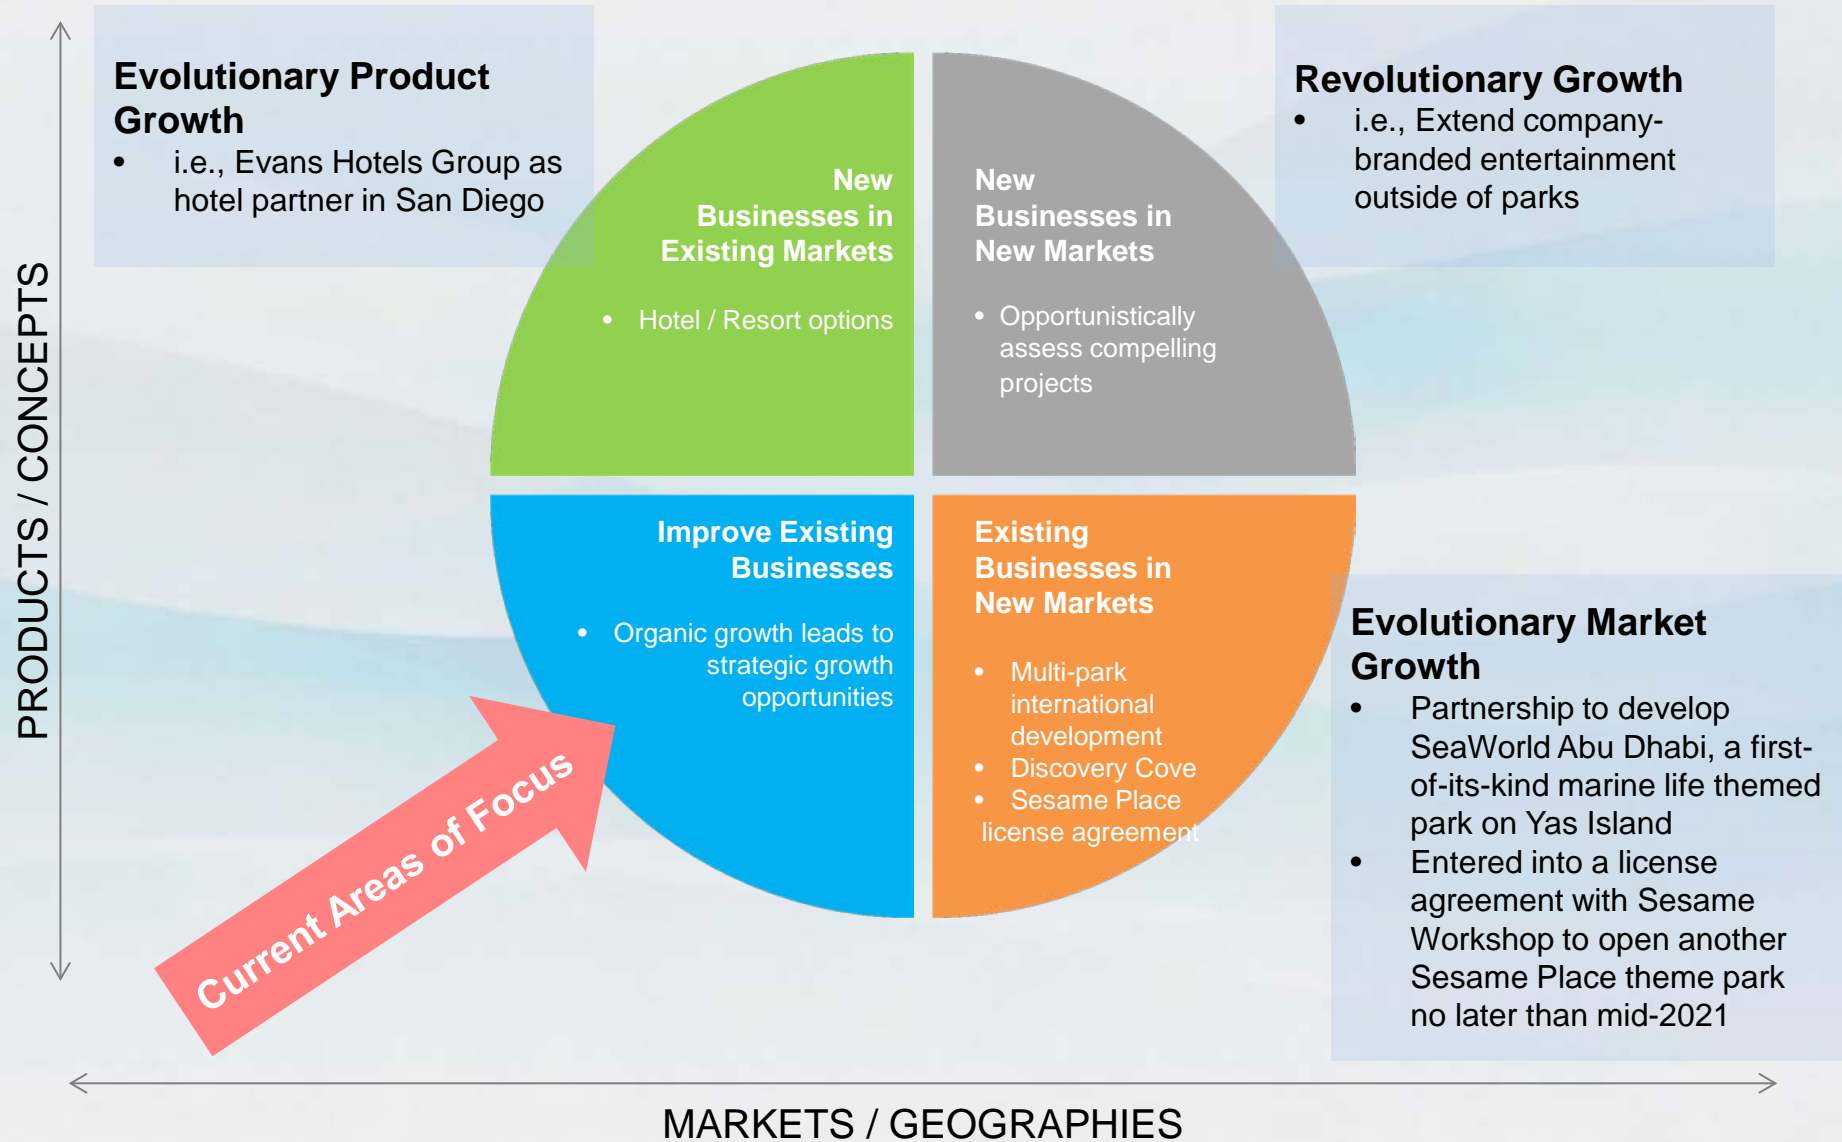 Evolutionary Product
Growth
• i.e., Evans Hotels Group as
hotel partner in San Diego
Revolutionary Growth
• i.e., Extend company-
branded entertainment
outside of parks
New
Businesses in
Existing Markets
• Hotel / Resort options
New
Businesses in
New Markets
• Opportunistically
assess compelling
projects
PRODUCTS / CONCEPTS
Improve Existing
Businesses
• Organic growth leads to
strategic growth
opportunities
Existing
Businesses in
New Markets
• Multi-park
international
development
• Discovery Cove
• Sesame Place
license agreement
Evolutionary Market
Growth
• Partnership to develop
SeaWorld Abu Dhabi, a first-
of-its-kind marine life themed
park on Yas Island
• Entered into a license
agreement with Sesame
Workshop to open another
Sesame Place theme park
no later than mid-2021
Current Areas of Focus
MARKETS / GEOGRAPHIES